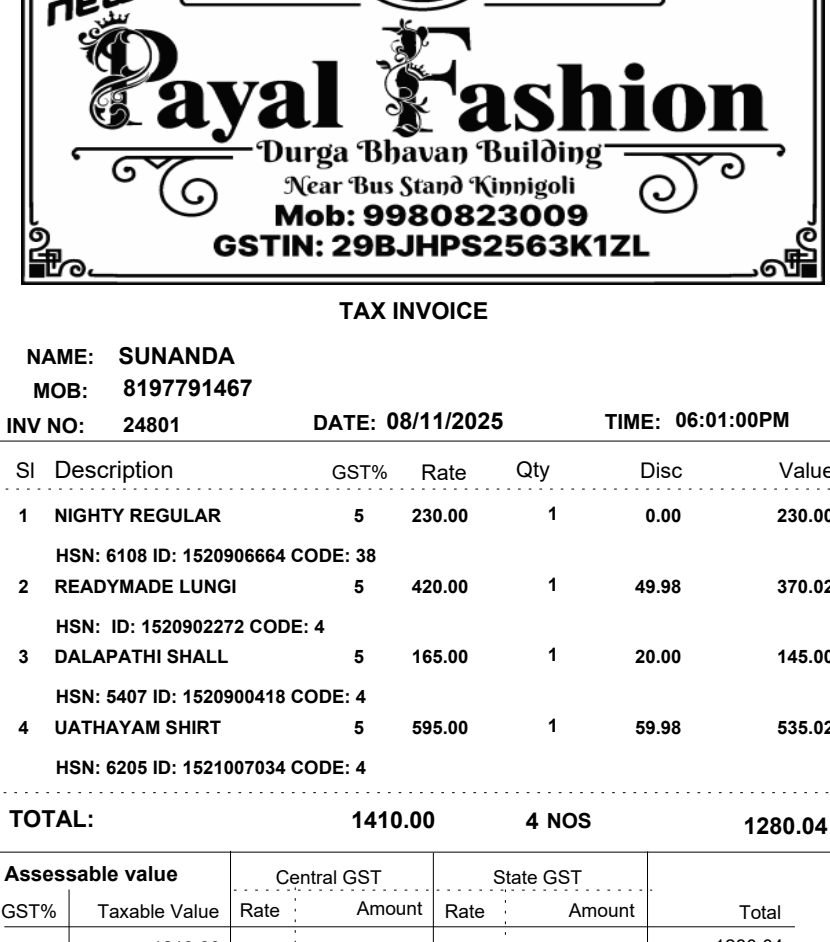 Payal Fashion
Durga Bhavan Building
Near Bus Stand Kinnigoli
Mob: 9980823009
GSTIN: 29BJHPS2563K1ZL
TAX INVOICE
NAME: SUNANDA
MOB: 8197791467
INV NO: 24801 DATE: 08/11/2025 TIME: 06:01:00PM
Sl Description GST% Rate Qty Disc Value
1 NIGHTY REGULAR 5 230.00 1 0.00 230.00
HSN: 6108 ID: 1520906664 CODE: 38
2 READYMADE LUNGI 5 420.00 1 49.98 370.02
HSN: ID: 1520902272 CODE: 4
3 DALAPATHI SHALL 5 165.00 1 20.00 145.00
HSN: 5407 ID: 1520900418 CODE: 4
4 UATHAYAM SHIRT 5 595.00 1 59.98 535.02
HSN: 6205 ID: 1521007034 CODE: 4
TOTAL: 1410.00 4 NOS 1280.04
Assessable value Central GST State GST
GST% Taxable Value Rate Amount Rate Amount Total